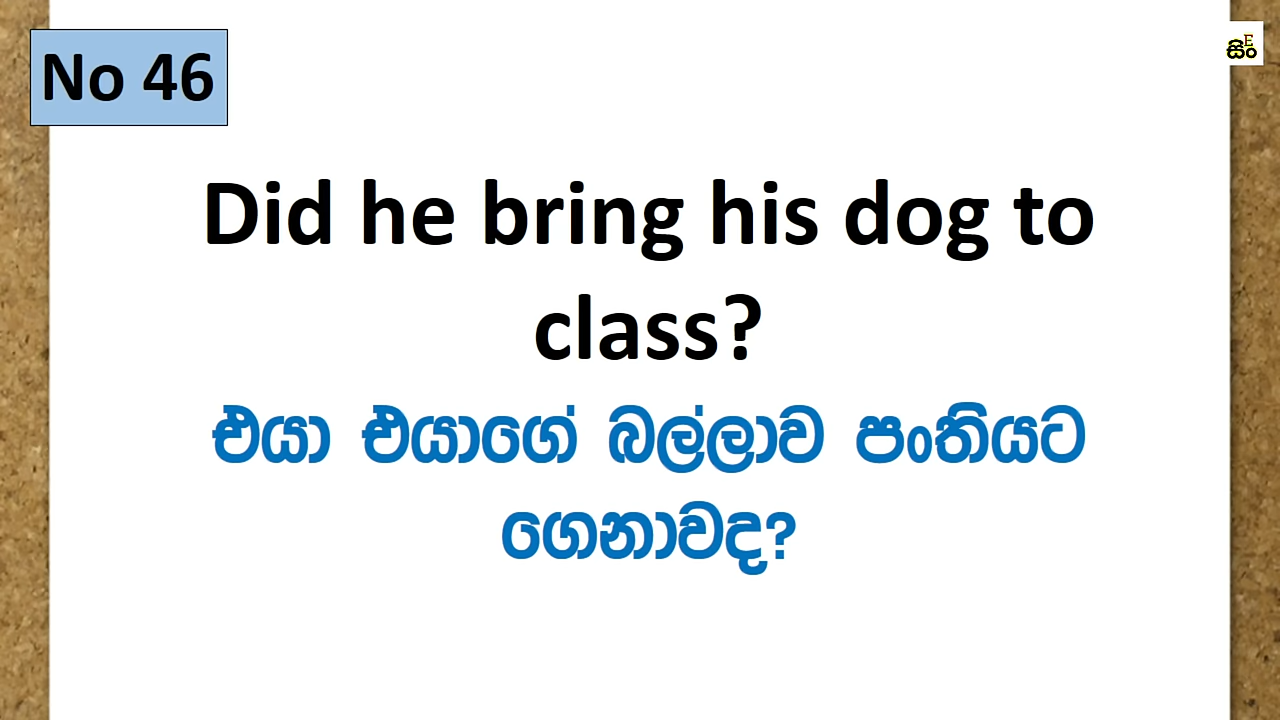 No 46
E
සිං
Did he bring his dog to
class?
එයා එයාගේ බල්ලාව පංතියට
ගෙනාවද?